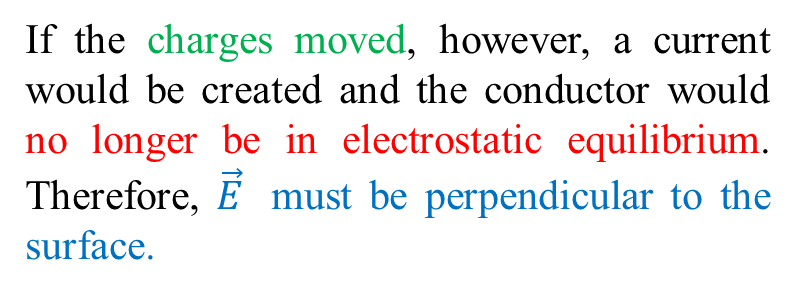 If the charges moved, however, a current
would be created and the conductor would
no longer be in electrostatic equilibrium.
Therefore, $\vec{E}$ must be perpendicular to the
surface.